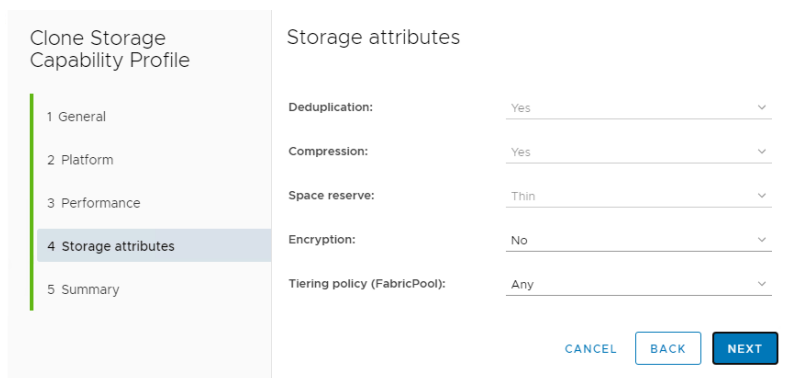 Clone Storage
Capability Profile
1 General
2 Platform
3 Performance
4 Storage attributes
5 Summary
Storage attributes
Deduplication: Yes
Compression: Yes
Space reserve: Thin
Encryption: No
Tiering policy (FabricPool): Any
CANCEL BACK NEXT